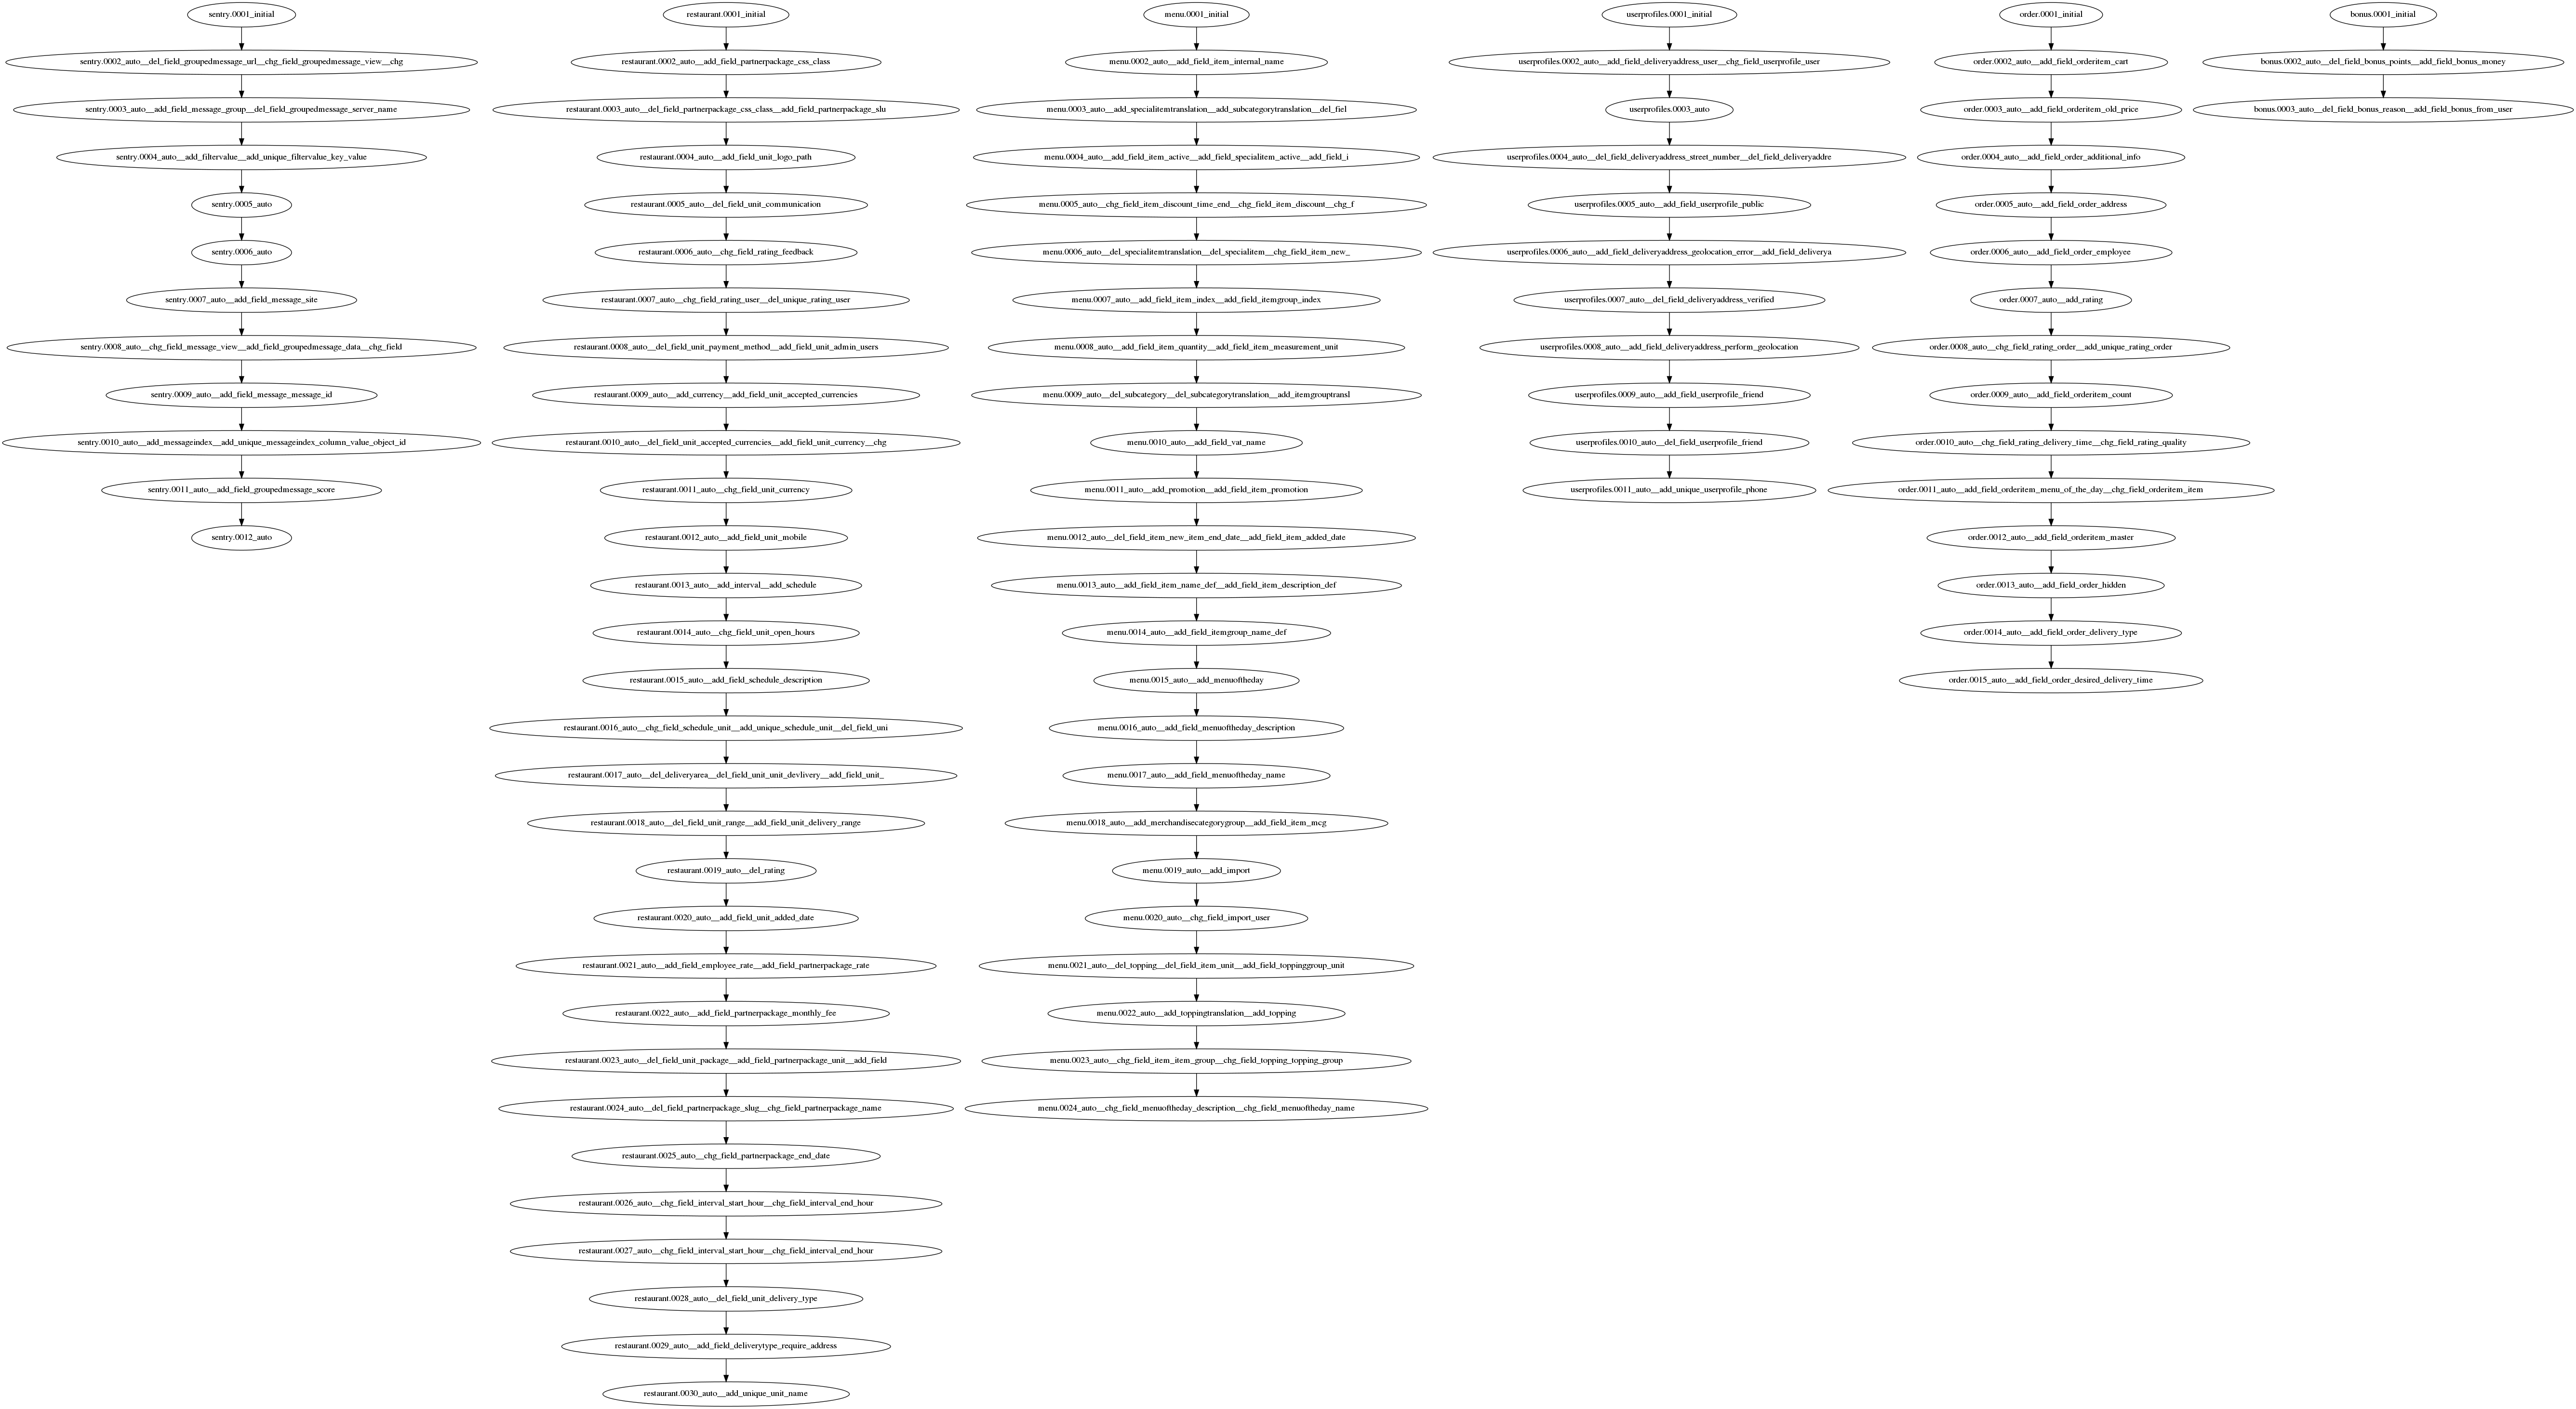 sentry.0001_initial
sentry.0002_auto__del_field_groupedmessage_url__chg_field_groupedmessage_view__chg
sentry.0003_auto__add_field_message_group__del_field_groupedmessage_server_name
sentry.0004_auto__add_filtervalue__add_unique_filtervalue_key_value
sentry.0005_auto
sentry.0006_auto
sentry.0007_auto__add_field_message_site
sentry.0008_auto__chg_field_message_view__add_field_groupedmessage_data__chg_field
sentry.0009_auto__add_field_message_message_id
sentry.0010_auto__add_messageindex__add_unique_messageindex_column_value_object_id
sentry.0011_auto__add_field_groupedmessage_score
sentry.0012_auto
restaurant.0001_initial
restaurant.0002_auto__add_field_partnerpackage_css_class
restaurant.0003_auto__del_field_partnerpackage_css_class__add_field_partnerpackage_slu
restaurant.0004_auto__add_field_unit_logo_path
restaurant.0005_auto__del_field_unit_communication
restaurant.0006_auto__chg_field_rating_feedback
restaurant.0007_auto__chg_field_rating_user__del_unique_rating_user
restaurant.0008_auto__del_field_unit_payment_method__add_field_unit_admin_users
restaurant.0009_auto__add_currency__add_field_unit_accepted_currencies
restaurant.0010_auto__del_field_unit_accepted_currencies__add_field_unit_currency__chg
restaurant.0011_auto__chg_field_unit_currency
restaurant.0012_auto__add_field_unit_mobile
restaurant.0013_auto__add_interval__add_schedule
restaurant.0014_auto__chg_field_unit_open_hours
restaurant.0015_auto__add_field_schedule_description
restaurant.0016_auto__chg_field_schedule_unit__add_unique_schedule_unit__del_field_uni
restaurant.0017_auto__del_deliveryarea__del_field_unit_unit_devlivery__add_field_unit_
restaurant.0018_auto__del_field_unit_range__add_field_unit_delivery_range
restaurant.0019_auto__del_rating
restaurant.0020_auto__add_field_unit_added_date
restaurant.0021_auto__add_field_employee_rate__add_field_partnerpackage_rate
restaurant.0022_auto__add_field_partnerpackage_monthly_fee
restaurant.0023_auto__del_field_unit_package__add_field_partnerpackage_unit__add_field
restaurant.0024_auto__del_field_partnerpackage_slug__chg_field_partnerpackage_name
restaurant.0025_auto__chg_field_partnerpackage_end_date
restaurant.0026_auto__chg_field_interval_start_hour__chg_field_interval_end_hour
restaurant.0027_auto__chg_field_interval_start_hour__chg_field_interval_end_hour
restaurant.0028_auto__del_field_unit_delivery_type
restaurant.0029_auto__add_field_deliverytype_require_address
restaurant.0030_auto__add_unique_unit_name
menu.0001_initial
menu.0002_auto__add_field_item_internal_name
menu.0003_auto__add_specialitemtranslation__add_subcategorytranslation__del_fiel
menu.0004_auto__add_field_item_active__add_field_specialitem_active__add_field_i
menu.0005_auto__chg_field_item_discount_time_end__chg_field_item_discount__chg_f
menu.0006_auto__del_specialitemtranslation__del_specialitem__chg_field_item_new_
menu.0007_auto__add_field_item_index__add_field_itemgroup_index
menu.0008_auto__add_field_item_quantity__add_field_item_measurement_unit
menu.0009_auto__del_subcategory__del_subcategorytranslation__add_itemgrouptransl
menu.0010_auto__add_field_vat_name
menu.0011_auto__add_promotion__add_field_item_promotion
menu.0012_auto__del_field_item_new_item_end_date__add_field_item_added_date
menu.0013_auto__add_field_item_name_def__add_field_item_description_def
menu.0014_auto__add_field_itemgroup_name_def
menu.0015_auto__add_menuoftheday
menu.0016_auto__add_field_menuoftheday_description
menu.0017_auto__add_field_menuoftheday_name
menu.0018_auto__add_merchandisecategorygroup__add_field_item_mcg
menu.0019_auto__add_import
menu.0020_auto__chg_field_import_user
menu.0021_auto__del_topping__del_field_item_unit__add_field_toppinggroup_unit
menu.0022_auto__add_toppingtranslation__add_topping
menu.0023_auto__chg_field_item_item_group__chg_field_topping_topping_group
menu.0024_auto__chg_field_menuoftheday_description__chg_field_menuoftheday_name
userprofiles.0001_initial
userprofiles.0002_auto__add_field_deliveryaddress_user__chg_field_userprofile_user
userprofiles.0003_auto
userprofiles.0004_auto__del_field_deliveryaddress_street_number__del_field_deliveryaddre
userprofiles.0005_auto__add_field_userprofile_public
userprofiles.0006_auto__add_field_deliveryaddress_geolocation_error__add_field_deliverya
userprofiles.0007_auto__del_field_deliveryaddress_verified
userprofiles.0008_auto__add_field_deliveryaddress_perform_geolocation
userprofiles.0009_auto__add_field_userprofile_friend
userprofiles.0010_auto__del_field_userprofile_friend
userprofiles.0011_auto__add_unique_userprofile_phone
order.0001_initial
order.0002_auto__add_field_orderitem_cart
order.0003_auto__add_field_orderitem_old_price
order.0004_auto__add_field_order_additional_info
order.0005_auto__add_field_order_address
order.0006_auto__add_field_order_employee
order.0007_auto__add_rating
order.0008_auto__chg_field_rating_order__add_unique_rating_order
order.0009_auto__add_field_orderitem_count
order.0010_auto__chg_field_rating_delivery_time__chg_field_rating_quality
order.0011_auto__add_field_orderitem_menu_of_the_day__chg_field_orderitem_item
order.0012_auto__add_field_orderitem_master
order.0013_auto__add_field_order_hidden
order.0014_auto__add_field_order_delivery_type
order.0015_auto__add_field_order_desired_delivery_time
bonus.0001_initial
bonus.0002_auto__del_field_bonus_points__add_field_bonus_money
bonus.0003_auto__del_field_bonus_reason__add_field_bonus_from_user